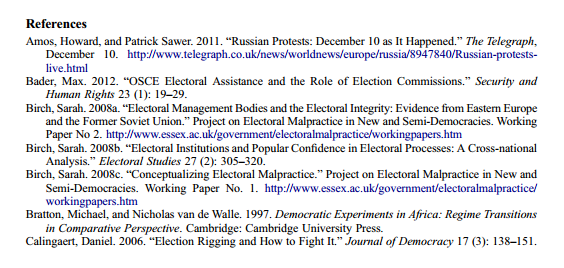 References
Amos, Howard, and Patrick Sawer. 2011. “Russian Protests: December 10 as It Happened.” The Telegraph,
December 10. http://www.telegraph.co.uk/news/worldnews/europe/russia/8947840/Russian-protests-
live.html
Bader, Max. 2012. “OSCE Electoral Assistance and the Role of Election Commissions.” Security and
Human Rights 23 (1): 19–29.
Birch, Sarah. 2008a. “Electoral Management Bodies and the Electoral Integrity: Evidence from Eastern Europe
and the Former Soviet Union.” Project on Electoral Malpractice in New and Semi-Democracies. Working
Paper No 2. http://www.essex.ac.uk/government/electoralmalpractice/workingpapers.htm
Birch, Sarah. 2008b. “Electoral Institutions and Popular Confidence in Electoral Processes: A Cross-national
Analysis.” Electoral Studies 27 (2): 305–320.
Birch, Sarah. 2008c. “Conceptualizing Electoral Malpractice.” Project on Electoral Malpractice in New and
Semi-Democracies. Working Paper No. 1. http://www.essex.ac.uk/government/electoralmalpractice/
workingpapers.htm
Bratton, Michael, and Nicholas van de Walle. 1997. Democratic Experiments in Africa: Regime Transitions
in Comparative Perspective. Cambridge: Cambridge University Press.
Calingaert, Daniel. 2006. “Election Rigging and How to Fight It.” Journal of Democracy 17 (3): 138–151.